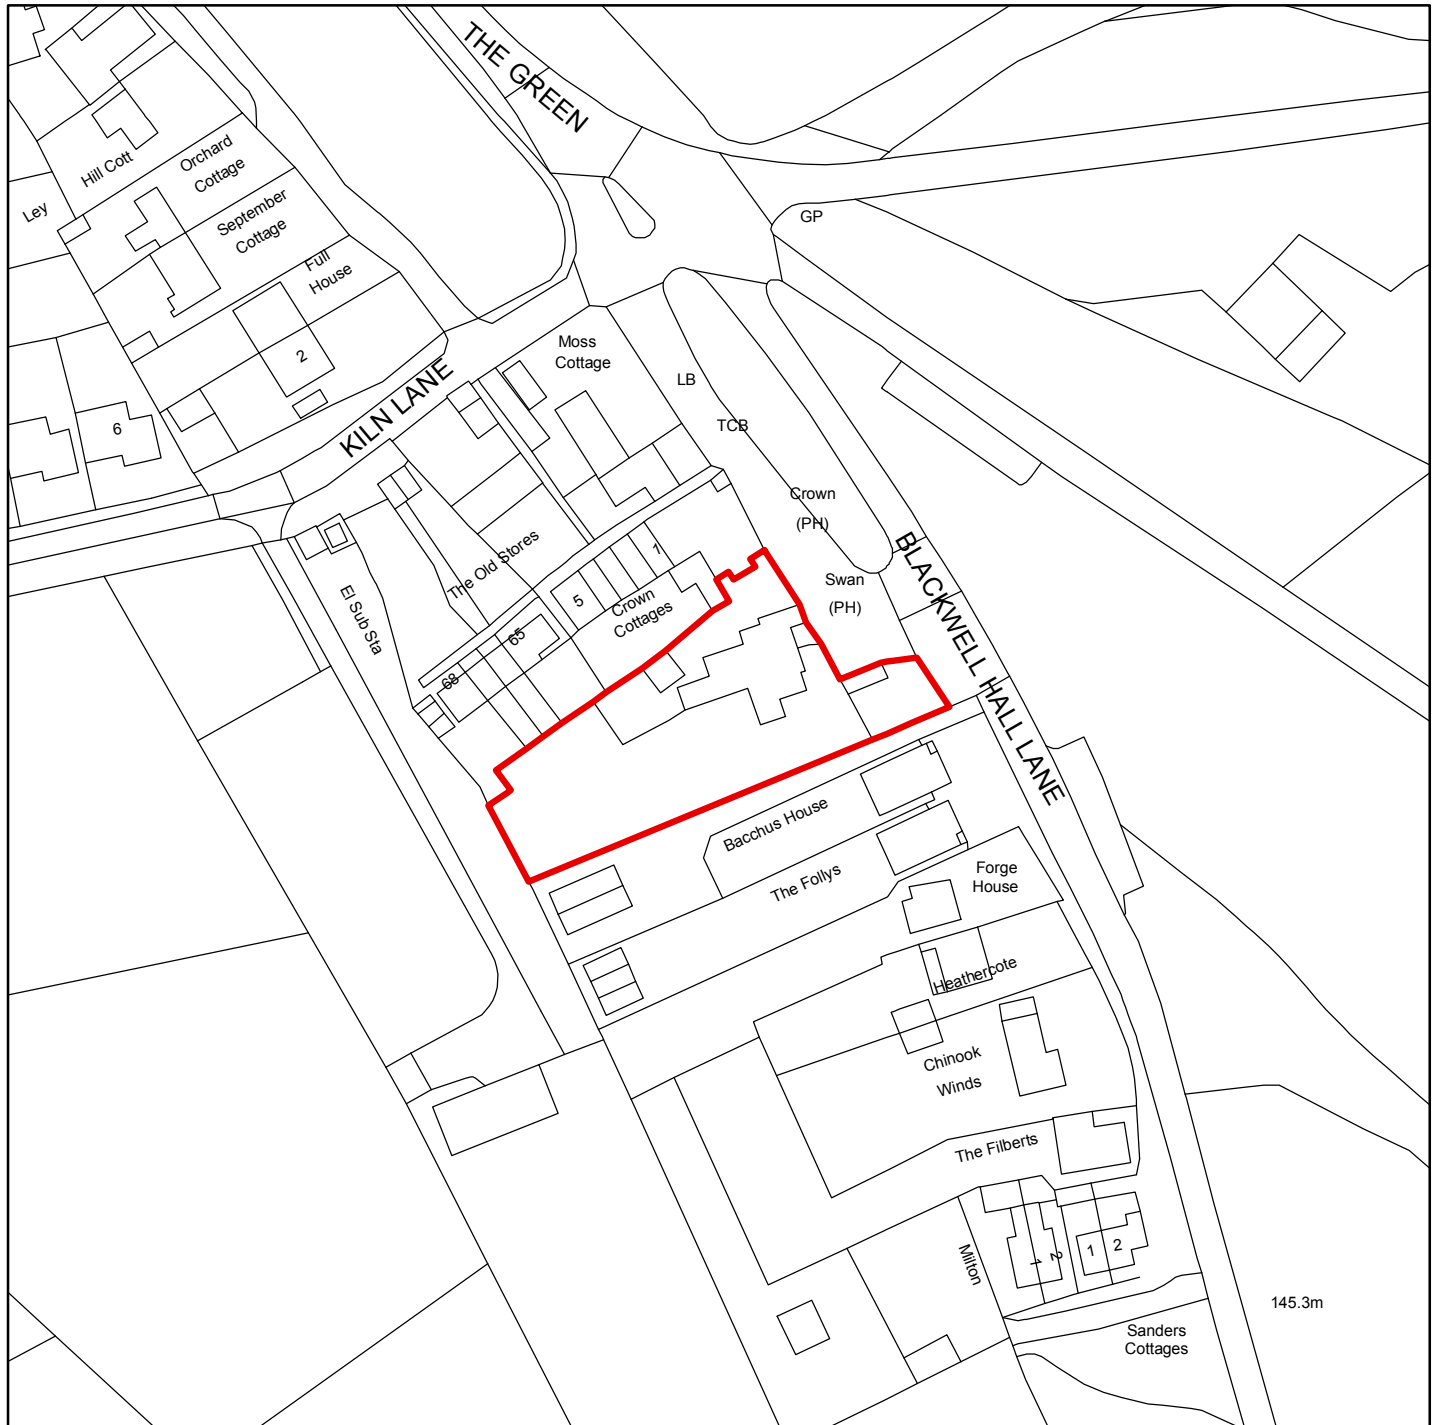 THE GREEN
Hill Cott
Orchard
Cottage
Ley
September
Cottage
GP
Full
House
2
Moss
Cottage
KILN LANE
LB
TCB
6
Crown
(PH)
BLACKWELL HALL LANE
The Old Stores
1
Swan
(PH)
El Sub Sta
5
Crown
Cottages
65
68
Bacchus House
The Follys
Forge
House
Heathercote
Chinook
Winds
The Filberts
Milton
1
2
1
2
145.3m
Sanders
Cottages